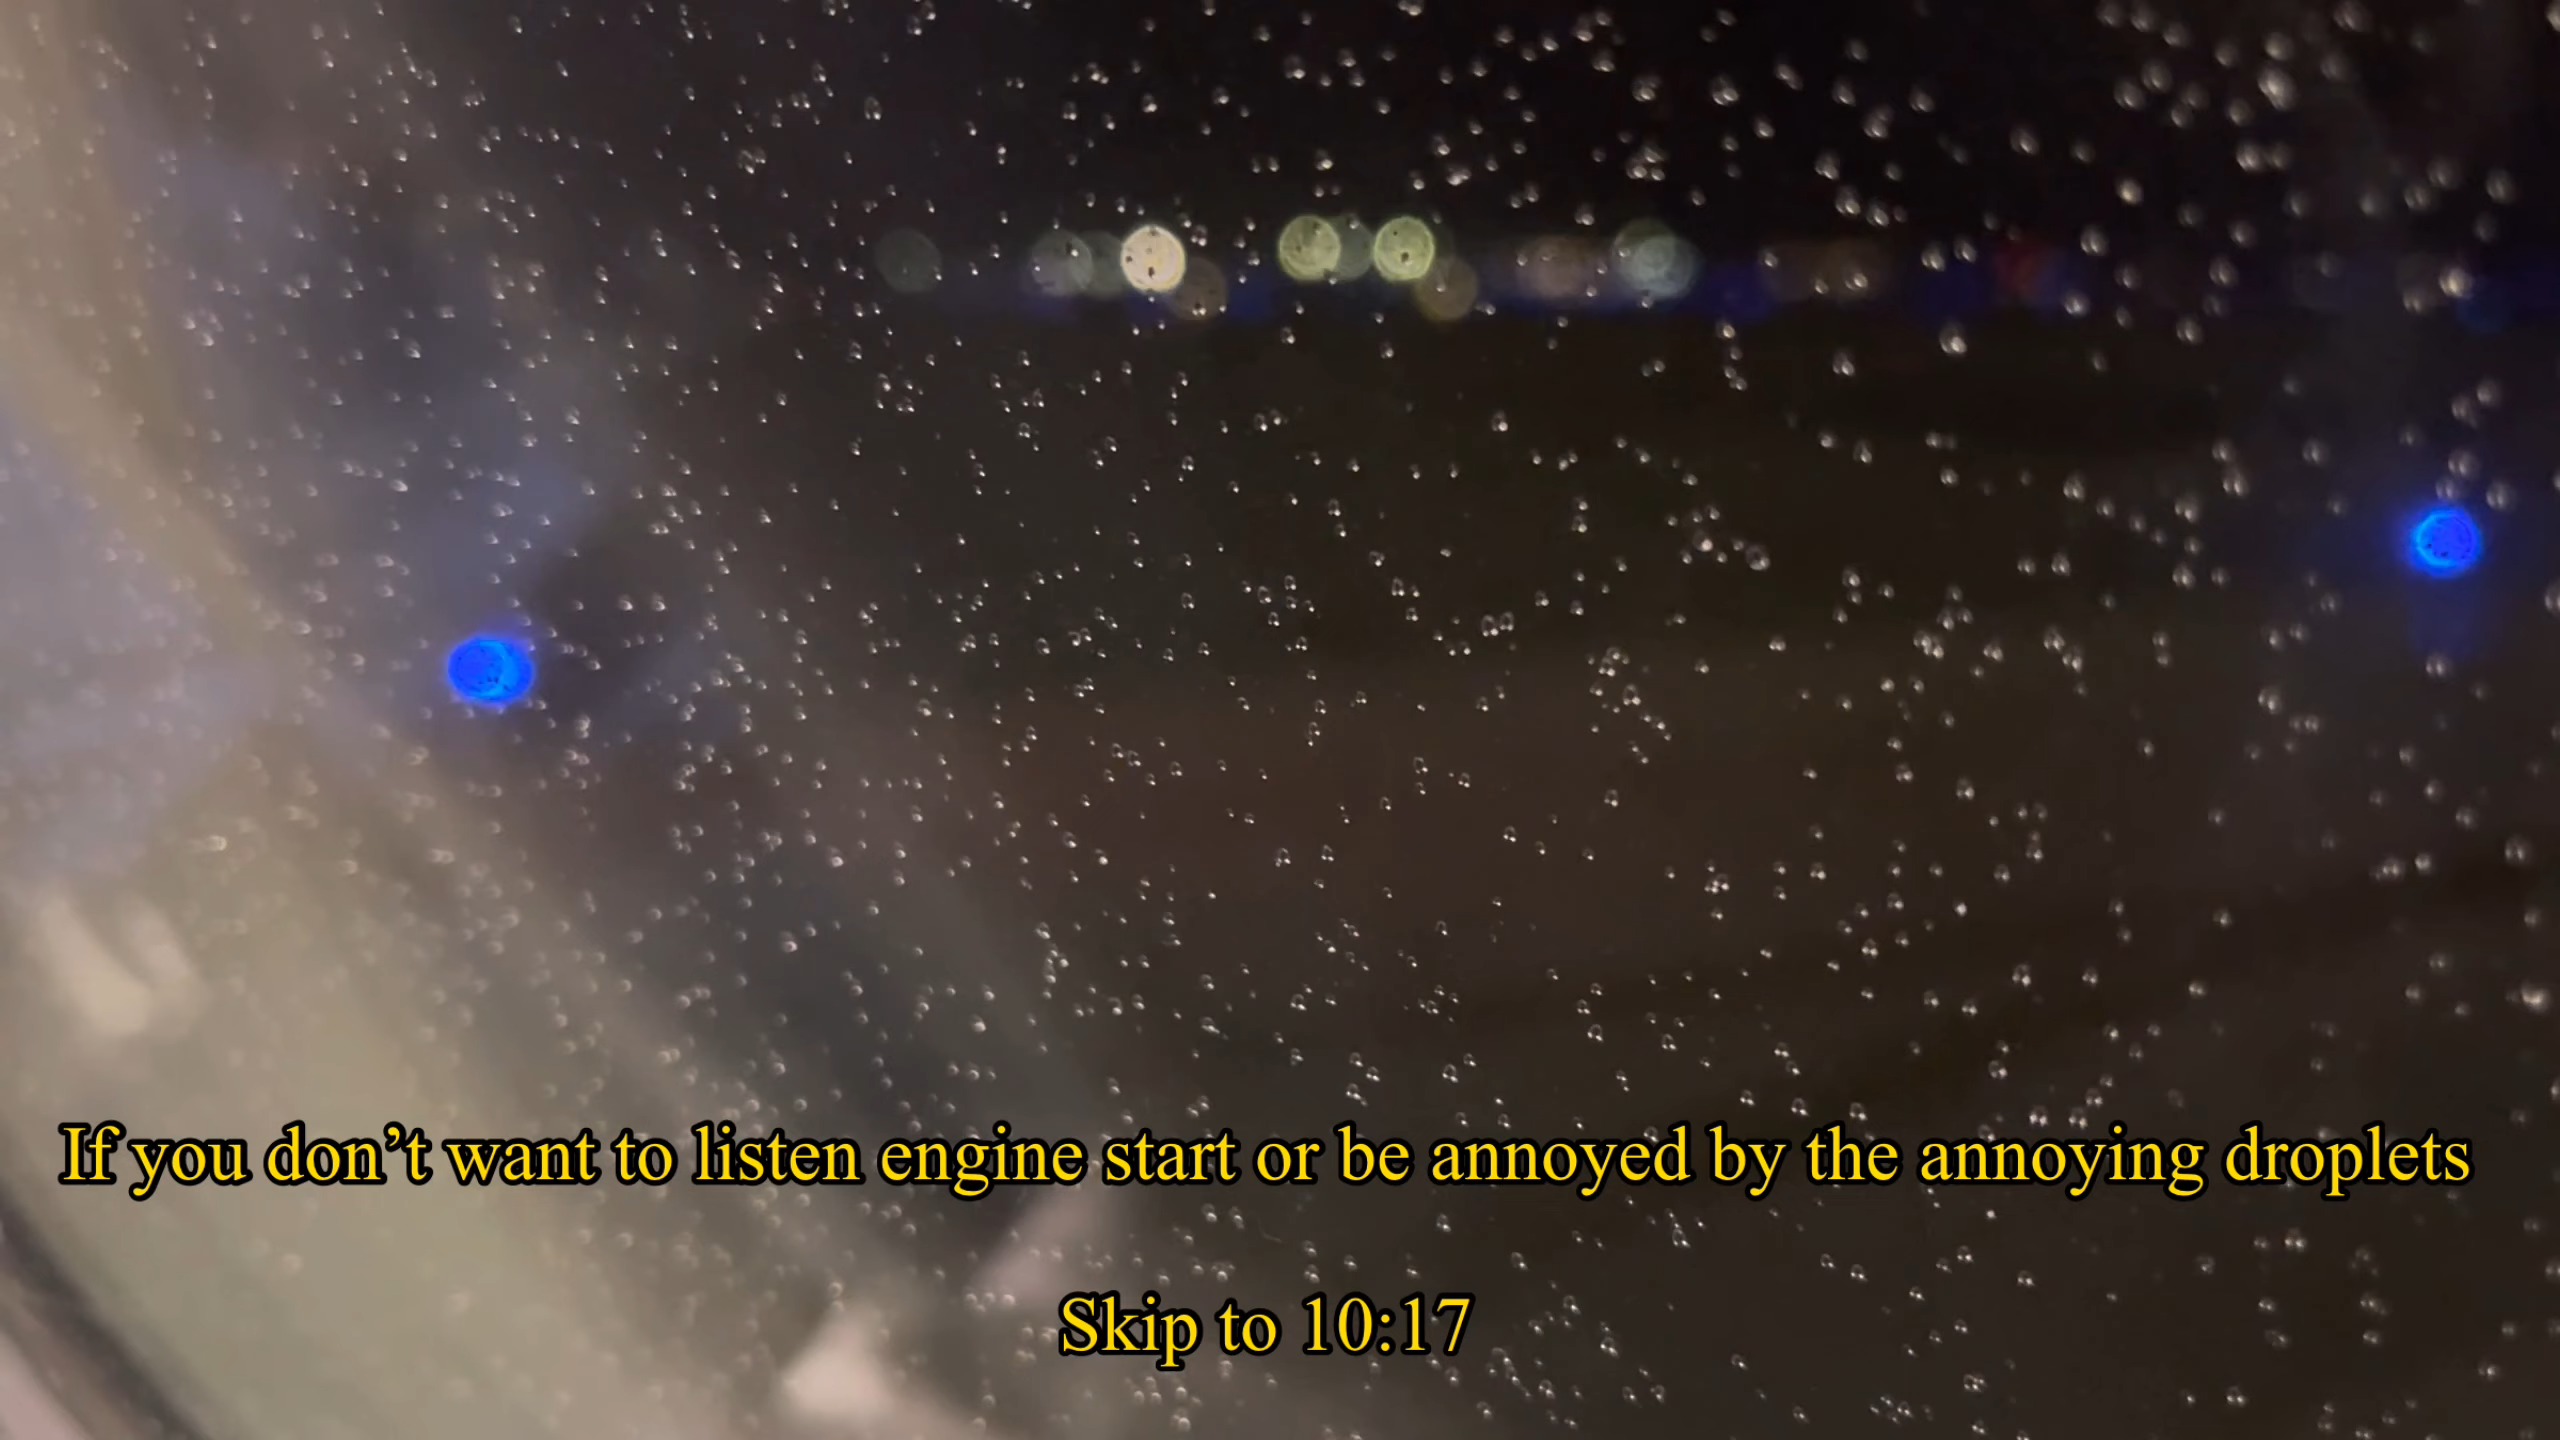 If you don’t want to listen engine start or be annoyed by the annoying droplets
Skip to 10:17